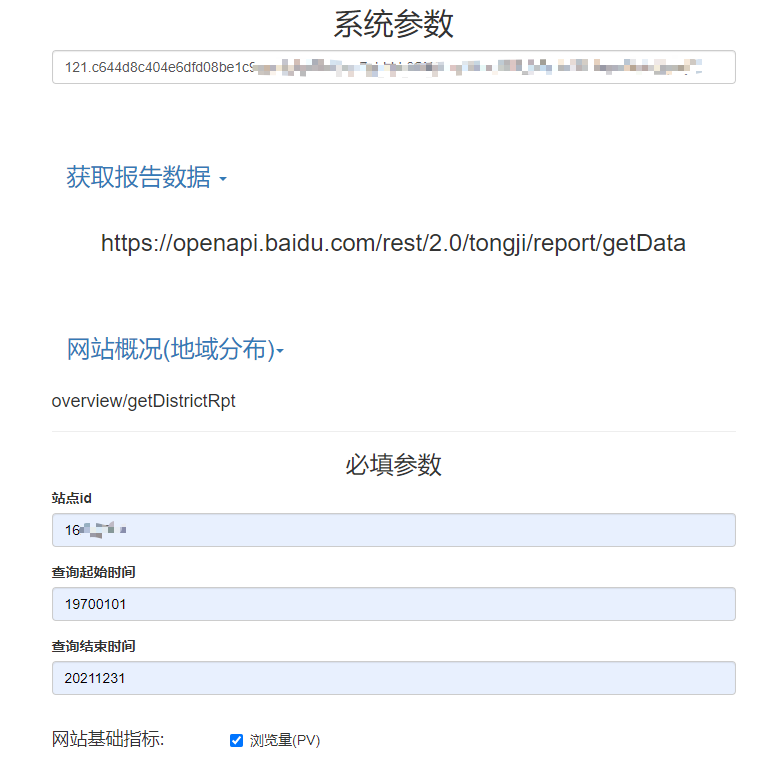 系统参数
121.c644d8c404e6dfd08be1c9
获取报告数据
https://openapi.baidu.com/rest/2.0/tongji/report/getData
网站概况(地域分布)
overview/getDistrictRpt
必填参数
站点id
16
查询起始时间
19700101
查询结束时间
20211231
网站基础指标: 浏览量(PV)